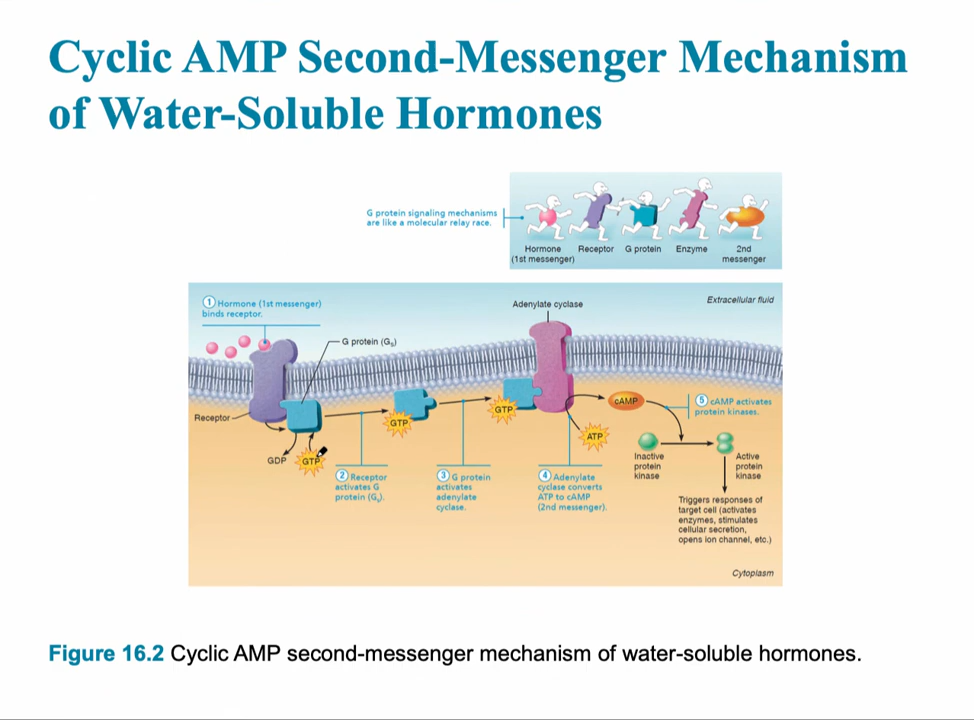 Cyclic AMP Second-Messenger Mechanism
of Water-Soluble Hormones
G protein signaling mechanisms
are like a molecular relay race.
Hormone
(1st messenger)
Receptor
G protein
Enzyme
2nd
messenger
1 Hormone (1st messenger)
binds receptor.
Adenylate cyclase
Extracellular fluid
G protein (Gs)
Receptor
GDP
GTP
GTP
GTP
ATP
cAMP
5 cAMP activates
protein kinases.
2 Receptor
activates G
protein (Gs).
3 G protein
activates
adenylate
cyclase.
4 Adenylate
cyclase converts
ATP to cAMP
(2nd messenger).
Inactive
protein
kinase
Active
protein
kinase
Triggers responses of
target cell (activates
enzymes, stimulates
cellular secretion,
opens ion channel, etc.)
Cytoplasm
Figure 16.2 Cyclic AMP second-messenger mechanism of water-soluble hormones.